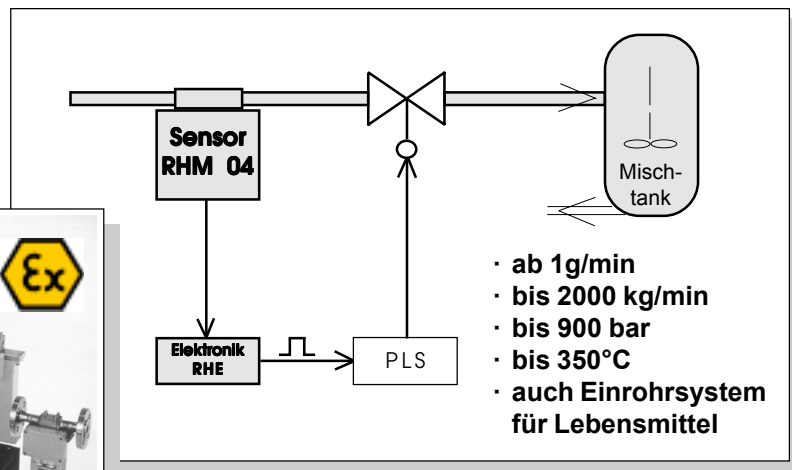 Sensor
RHM 04
Misch-
tank
Elektronik
RHE
PLS
Ex
· ab 1g/min
· bis 2000 kg/min
· bis 900 bar
· bis 350°C
· auch Einrohrsystem
für Lebensmittel